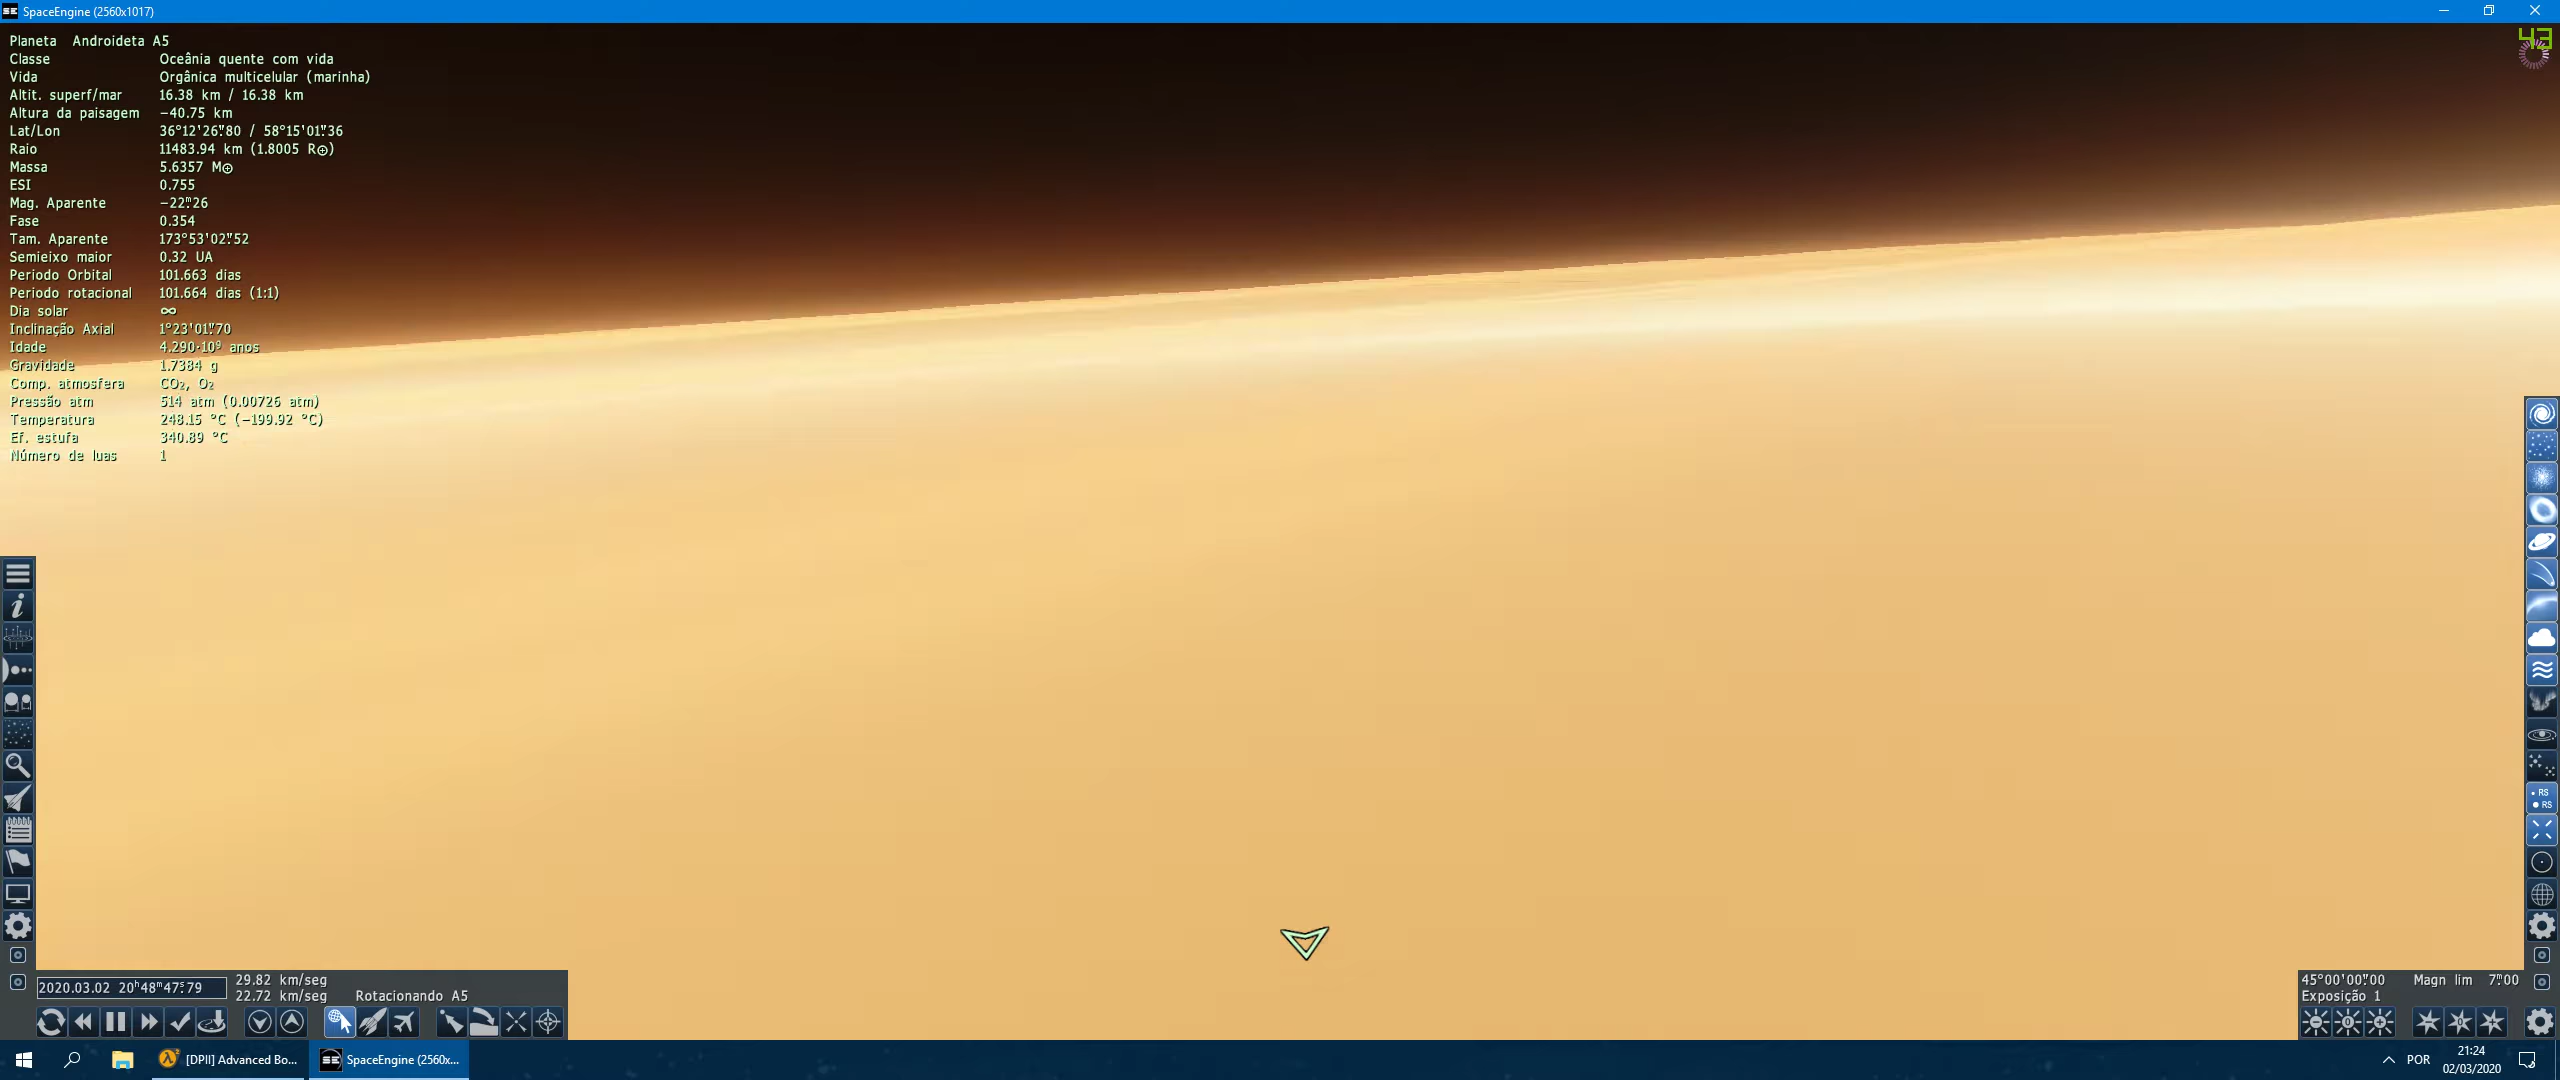 SpaceEngine (2560x1017)
43
Planeta Androideta A5
Classe Oceânia quente com vida
Vida Orgânica multicelular (marinha)
Altit. superf/mar 16.38 km / 16.38 km
Altura da paisagem −40.75 km
Lat/Lon 36°12'26"80 / 58°15'01"36
Raio 11483.94 km (1.8005 R⊕)
Massa 5.6357 M⊕
ESI 0.755
Mag. Aparente −22ᵐ26
Fase 0.354
Tam. Aparente 173°53'02"52
Semieixo maior 0.32 UA
Periodo Orbital 101.663 dias
Periodo rotacional 101.664 dias (1:1)
Dia solar ∞
Inclinação Axial 1°23'01"70
Idade 4.290·10⁹ anos
Gravidade 1.7384 g
Comp. atmosfera CO₂, O₂
Pressão atm 514 atm (0.00726 atm)
Temperatura 248.15 °C (−199.92 °C)
Ef. estufa 340.89 °C
Número de luas 1
RS
RS
2020.03.02 20ʰ48ᵐ47ˢ79
29.82 km/seg
22.72 km/seg Rotacionando A5
45°00'00"00 Magn lim 7ᵐ00
Exposição 1
[DPII] Advanced Bo...
SpaceEngine (2560x...
POR
21:24
02/03/2020